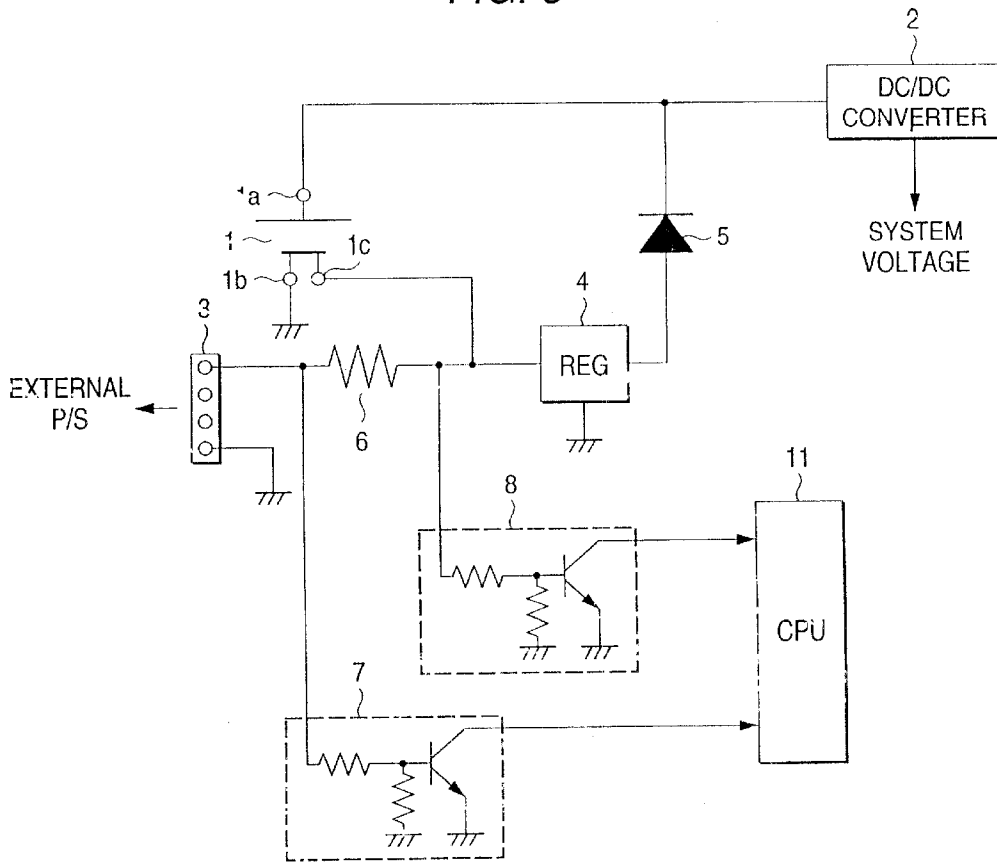 2
DC/DC
CONVERTER
1a
1
1c
1b
5
SYSTEM
VOLTAGE
3
4
REG
EXTERNAL
P/S
6
11
8
CPU
7